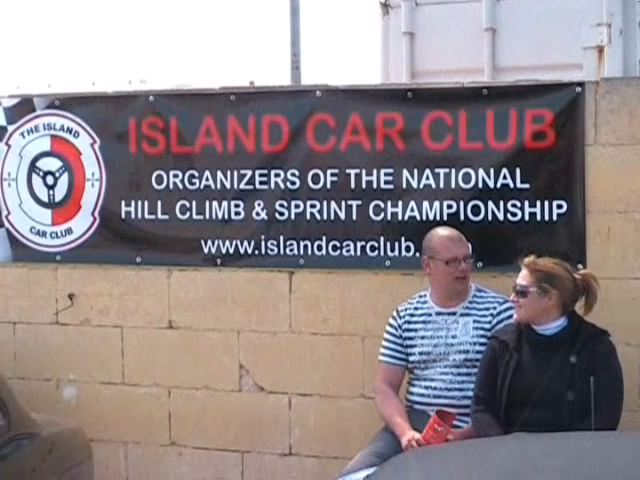 THE ISLAND
CAR CLUB
ISLAND CAR CLUB
ORGANIZERS OF THE NATIONAL
HILL CLIMB & SPRINT CHAMPIONSHIP
www.islandcarclub.